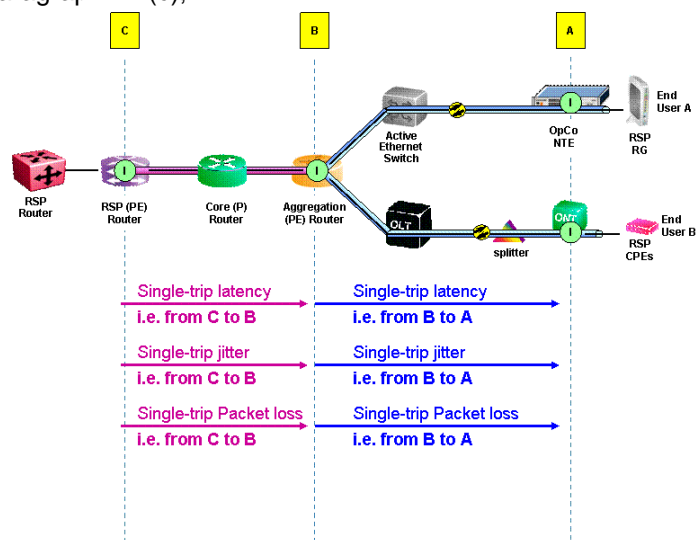 C
B
A
Active
Ethernet
Switch
I
OpCo
NTE
RSP
RG
End
User A
RSP
Router
I
RSP (PE)
Router
Core (P)
Router
I
Aggregation
(PE) Router
OLT
splitter
ONT
I
RSP
CPEs
End
User B
Single-trip latency
i.e. from C to B
Single-trip latency
i.e. from B to A
Single-trip jitter
i.e. from C to B
Single-trip jitter
i.e. from B to A
Single-trip Packet loss
i.e. from C to B
Single-trip Packet loss
i.e. from B to A